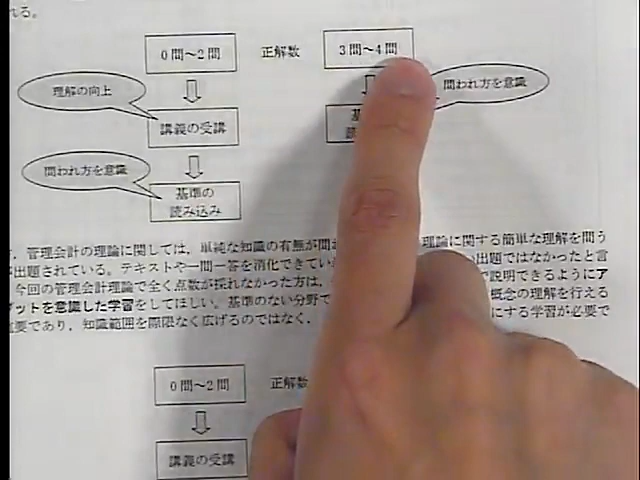 れる。
0問～2問 正解数 3問～4問
理解の向上
問われ方を意識
講義の受講
問われ方を意識
基準の
読み込み
管理会計の理論に関しては，単純な知識の有無が問 理論に関する簡単な理解を問う
出題されている。テキストや一問一答を消化できてい 出題ではなかったと言
今回の管理会計理論で全く点数が採れなかった方は， で説明できるようにア
ットを意識した学習をしてほしい。基準のない分野で 概念の理解を行える
であり，知識範囲を際限なく広げるのではなく， にする学習が必要で
0問～2問 正解数
講義の受講